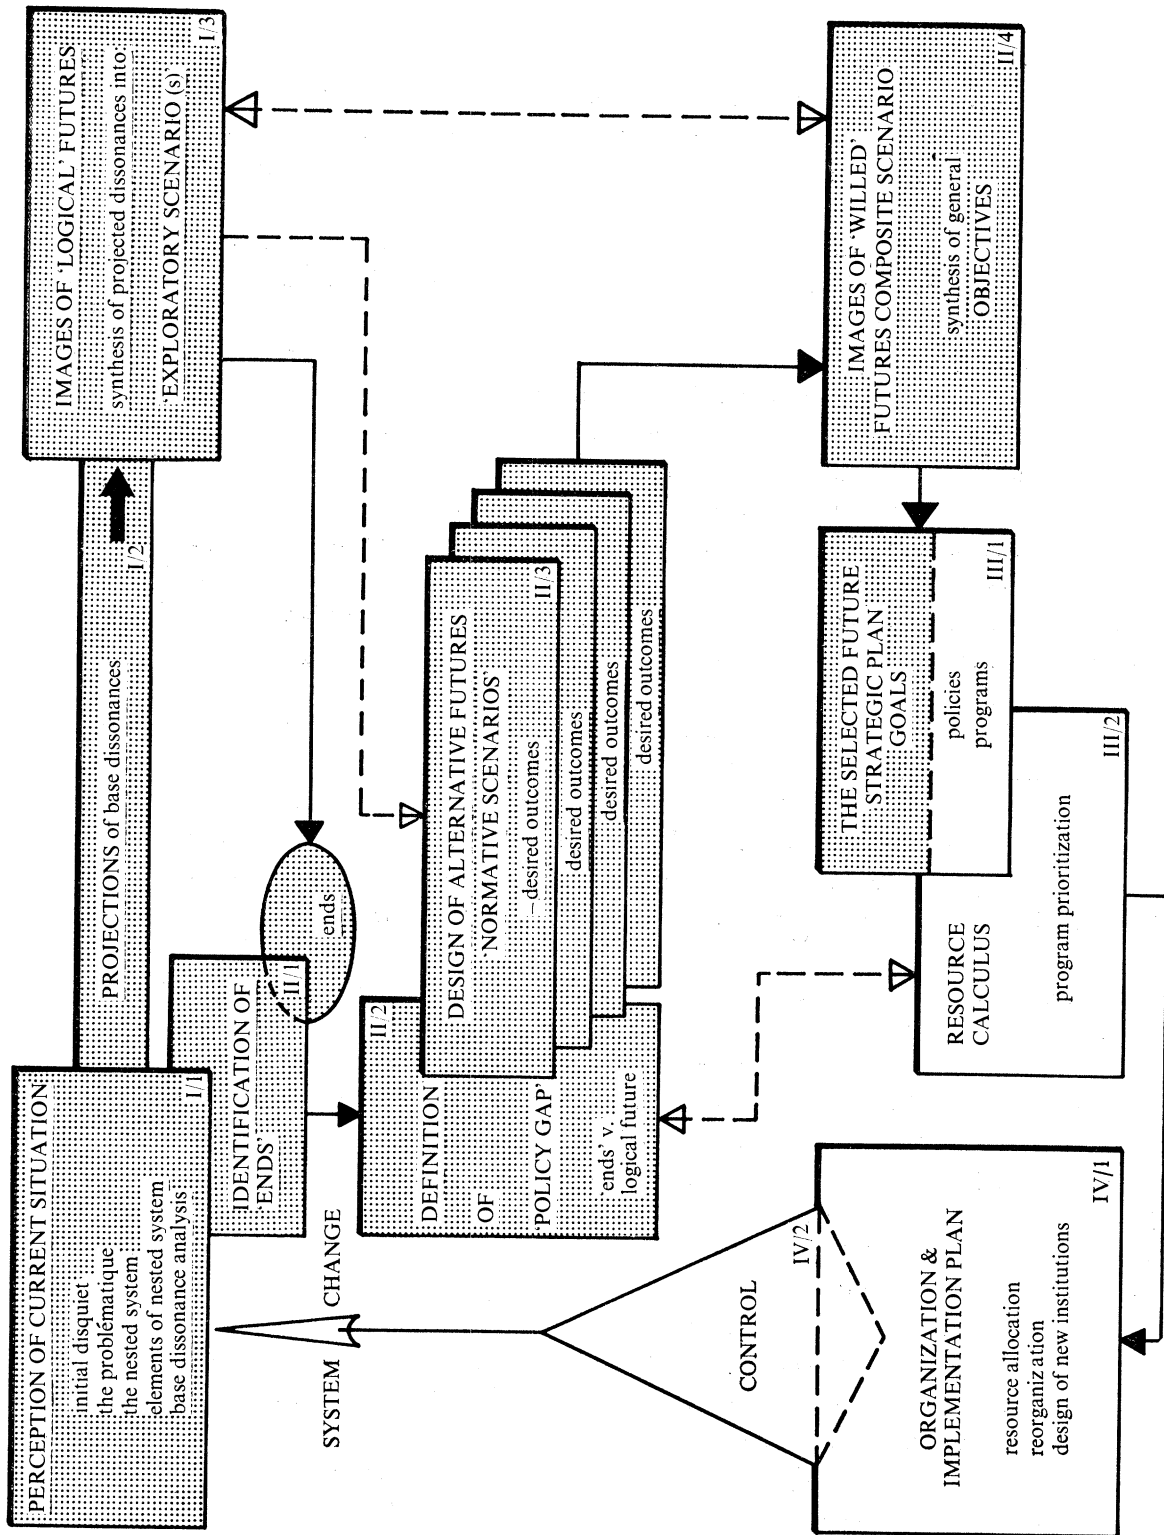 PERCEPTION OF CURRENT SITUATION
initial disquiet
the problématique
the nested system
elements of nested system
base dissonance analysis
I/1
PROJECTIONS of base dissonances
I/2
IMAGES OF 'LOGICAL' FUTURES
synthesis of projected dissonances into:
'EXPLORATORY SCENARIO (s)'
I/3
IDENTIFICATION OF
'ENDS'
II/1
ends
SYSTEM CHANGE
DEFINITION
OF
'POLICY GAP'
'ends' v.
logical future
II/2
DESIGN OF ALTERNATIVE FUTURES
'NORMATIVE SCENARIOS'
– desired outcomes
II/3
desired outcomes
desired outcomes
desired outcomes
IMAGES OF 'WILLED'
FUTURES COMPOSITE SCENARIO
synthesis of general
OBJECTIVES
II/4
THE SELECTED FUTURE
STRATEGIC PLAN
GOALS
policies
programs
III/1
RESOURCE
CALCULUS
program prioritization
III/2
CONTROL
IV/2
ORGANIZATION &
IMPLEMENTATION PLAN
resource allocation
reorganization
design of new institutions
IV/1